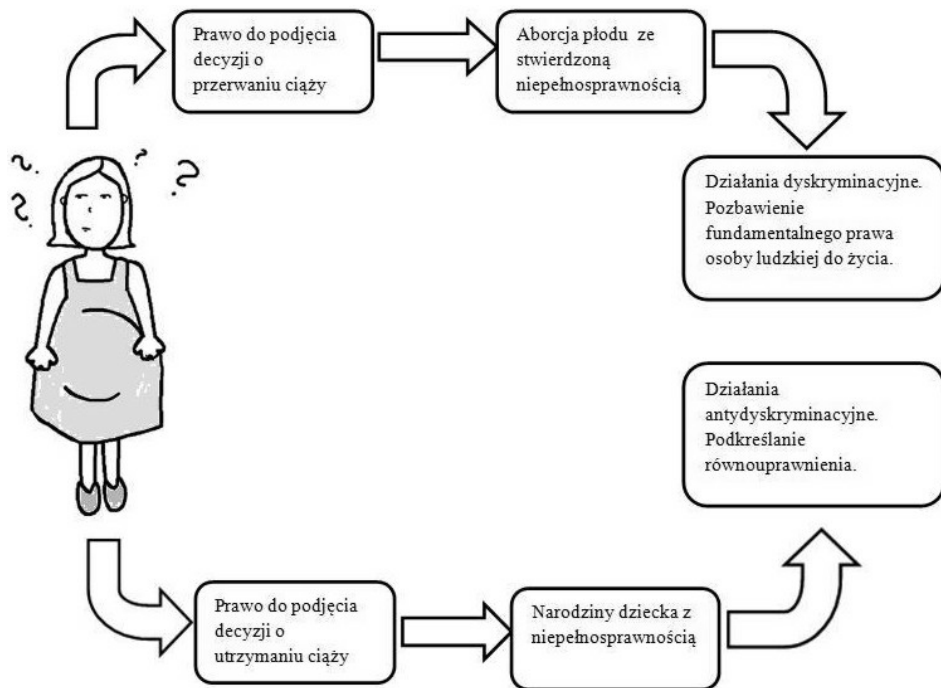 Prawo do podjęcia
decyzji o
przerwaniu ciąży
Aborcja płodu ze
stwierdzoną
niepełnosprawnością
Działania dyskryminacyjne.
Pozbawienie
fundamentalnego prawa
osoby ludzkiej do życia.
Działania
antydyskryminacyjne.
Podkreślanie
równouprawnienia.
Prawo do podjęcia
decyzji o
utrzymaniu ciąży
Narodziny dziecka z
niepełnosprawnością